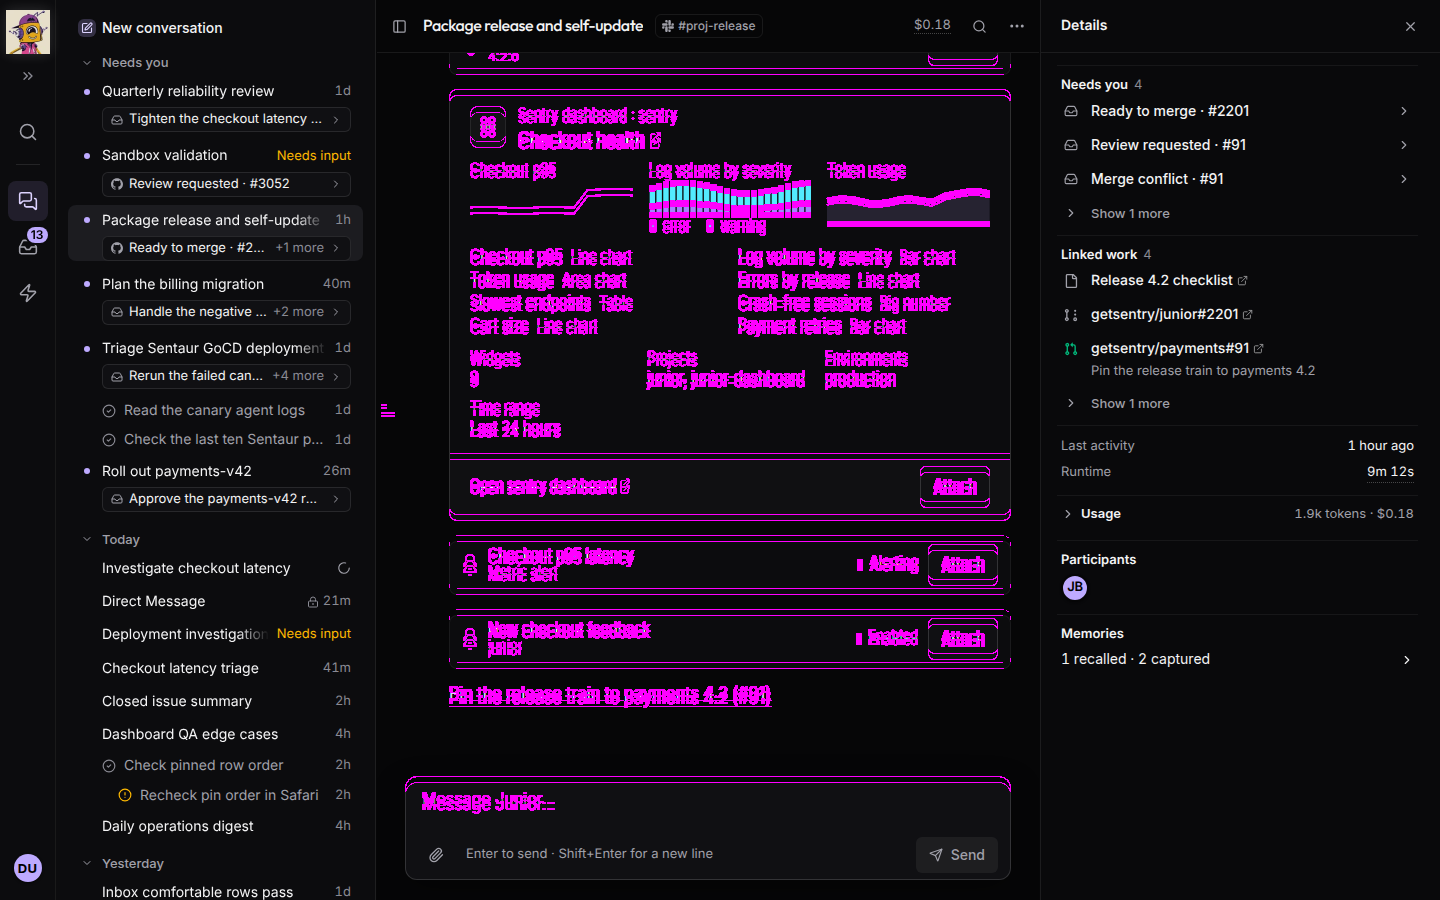 New conversation
Needs you
Quarterly reliability review 1d
Tighten the checkout latency ...
Sandbox validation Needs input
Review requested · #3052
Package release and self-update 1h
Ready to merge · #2... +1 more
Plan the billing migration 40m
Handle the negative ... +2 more
Triage Sentaur GoCD deployment 1d
Rerun the failed can... +4 more
Read the canary agent logs 1d
Check the last ten Sentaur p... 1d
Roll out payments-v42 26m
Approve the payments-v42 r...
Today
Investigate checkout latency
Direct Message 21m
Deployment investigation Needs input
Checkout latency triage 41m
Closed issue summary 2h
Dashboard QA edge cases 4h
Check pinned row order 2h
Recheck pin order in Safari 2h
Daily operations digest 4h
Yesterday
Inbox comfortable rows pass 1d
13
DU
Package release and self-update #proj-release $0.18
4.2.0
Sentry dashboard · sentry
Checkout health
Checkout p95 Log volume by severity Token usage
error warning
Checkout p95 Line chart Log volume by severity Bar chart
Token usage Area chart Errors by release Line chart
Slowest endpoints Table Crash-free sessions Big number
Cart size Line chart Payment retries Bar chart
Widgets Projects Environments
junior, junior-dashboard production
Time range
Last 24 hours
Open sentry dashboard Attach
Checkout p95 latency
Metric alert
Alerting Attach
New checkout feedback
junior
Enabled Attach
Pin the release train to payments 4.2 (#91)
Message Junior...
Enter to send · Shift+Enter for a new line
Send
Details
Needs you 4
Ready to merge · #2201
Review requested · #91
Merge conflict · #91
Show 1 more
Linked work 4
Release 4.2 checklist
getsentry/junior#2201
getsentry/payments#91
Pin the release train to payments 4.2
Show 1 more
Last activity 1 hour ago
Runtime 9m 12s
Usage 1.9k tokens · $0.18
Participants
JB
Memories
1 recalled · 2 captured